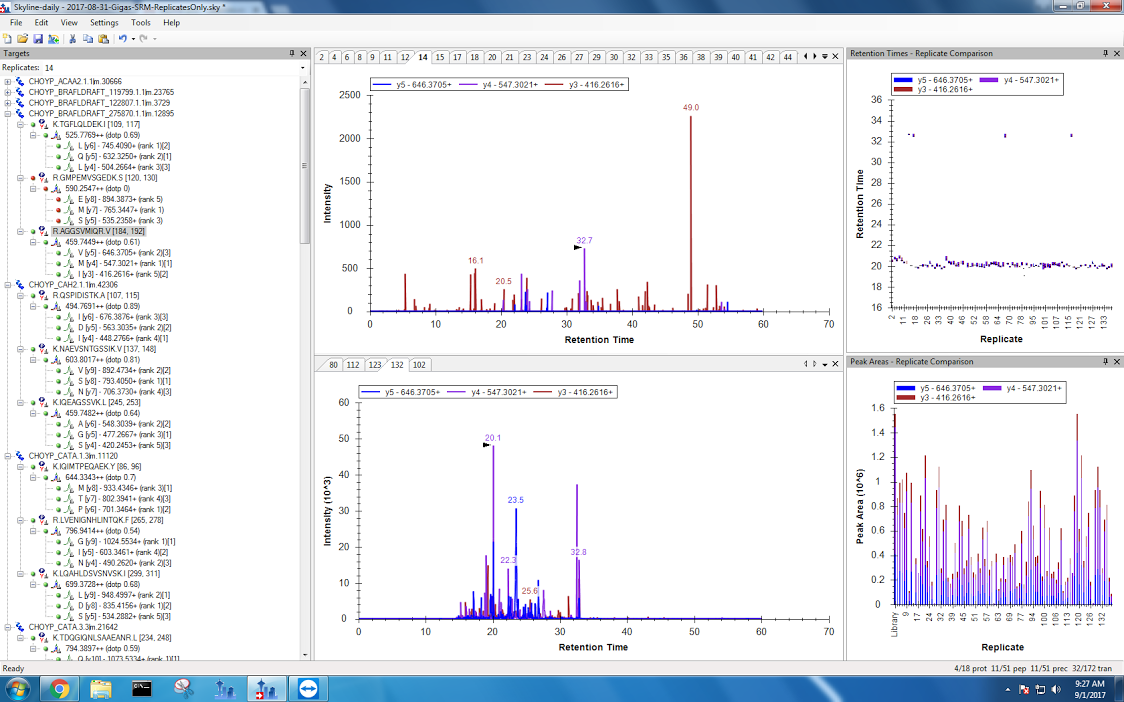 Skyline-daily - 2017-08-31-Gigas-SRM-ReplicatesOnly.sky *
File Edit View Settings Tools Help
Targets
Replicates: 14
CHOYP_ACAA2.1.1|m.30666
CHOYP_BRAFLDRAFT_119799.1.1|m.23765
CHOYP_BRAFLDRAFT_122807.1.1|m.3729
CHOYP_BRAFLDRAFT_275870.1.1|m.12895
K.TGFLQLDEK.I [109, 117]
525.7769++ (dotp 0.69)
L [y6] - 745.4090+ (rank 1)[2]
Q [y5] - 632.3250+ (rank 2)[1]
L [y4] - 504.2664+ (rank 3)[3]
R.GMPEMVSGEDK.S [120, 130]
590.2547++ (dotp 0)
E [y8] - 894.3873+ (rank 5)
M [y7] - 765.3447+ (rank 1)
S [y5] - 535.2358+ (rank 3)
R.AGGSVMIQR.V [184, 192]
459.7449++ (dotp 0.61)
V [y5] - 646.3705+ (rank 2)[3]
M [y4] - 547.3021+ (rank 1)[1]
I [y3] - 416.2616+ (rank 5)[2]
CHOYP_CAH2.1.1|m.42306
R.QSPIDISTK.A [107, 115]
494.7691++ (dotp 0.89)
I [y6] - 676.3876+ (rank 3)[3]
D [y5] - 563.3035+ (rank 2)[2]
I [y4] - 448.2766+ (rank 4)[1]
K.NAEVSNTGSSIK.V [137, 148]
603.8017++ (dotp 0.81)
V [y9] - 892.4734+ (rank 2)[2]
S [y8] - 793.4050+ (rank 1)[1]
N [y7] - 706.3730+ (rank 4)[3]
K.IQEAGSSVK.L [245, 253]
459.7482++ (dotp 0.64)
A [y6] - 548.3039+ (rank 2)[2]
G [y5] - 477.2667+ (rank 3)[1]
S [y4] - 420.2453+ (rank 5)[3]
CHOYP_CATA.1.3|m.11120
K.IQIMTPEQAEK.Y [86, 96]
644.3343++ (dotp 0.7)
M [y8] - 933.4346+ (rank 3)[1]
T [y7] - 802.3941+ (rank 4)[3]
P [y6] - 701.3464+ (rank 1)[2]
R.LVENIGNHLINTQK.F [265, 278]
796.9414++ (dotp 0.54)
G [y9] - 1024.5534+ (rank 1)[1]
I [y5] - 603.3461+ (rank 4)[2]
N [y4] - 490.2620+ (rank 2)[3]
K.LQAHLDSVSNVSK.I [299, 311]
699.3728++ (dotp 0.68)
L [y9] - 948.4997+ (rank 2)[1]
D [y8] - 835.4156+ (rank 1)[2]
S [y5] - 534.2882+ (rank 5)[3]
CHOYP_CATA.3.3|m.21642
K.TDQGIQNLSAAEANR.L [234, 248]
794.3897++ (dotp 0.59)
Q [y10] - 1073.5334+ (rank 1)[1]
2 4 6 8 11 12 14 15 17 18 20 21 23 24 26 27 29 30 32 33 35 36 38 39 41 42 44
y5 - 646.3705+ y4 - 547.3021+ y3 - 416.2616+
2500
2000
1500
1000
500
0
Intensity
49.0
32.7
16.1
20.5
0 10 20 30 40 50 60 70
Retention Time
80 112 123 132 102
y5 - 646.3705+ y4 - 547.3021+ y3 - 416.2616+
60
50
40
30
20
10
0
Intensity (10^3)
20.1
23.5
32.8
22.3
25.6
0 10 20 30 40 50 60 70
Retention Time
Retention Times - Replicate Comparison
y5 - 646.3705+ y4 - 547.3021+
y3 - 416.2616+
36
34
32
30
28
26
24
22
20
18
16
Retention Time
2 11 18 26 33 40 46 52 58 64 70 78 88 95 101 107 115 121 127 133
Replicate
Peak Areas - Replicate Comparison
y5 - 646.3705+ y4 - 547.3021+
y3 - 416.2616+
1.6
1.4
1.2
1
0.8
0.6
0.4
0.2
0
Peak Area (10^6)
Library 9 17 24 32 39 45 51 57 63 69 77 86 94 100 106 113 120 126 132
Replicate
Ready
4/18 prot 11/51 pep 11/51 prec 32/172 tran
9:27 AM
9/1/2017